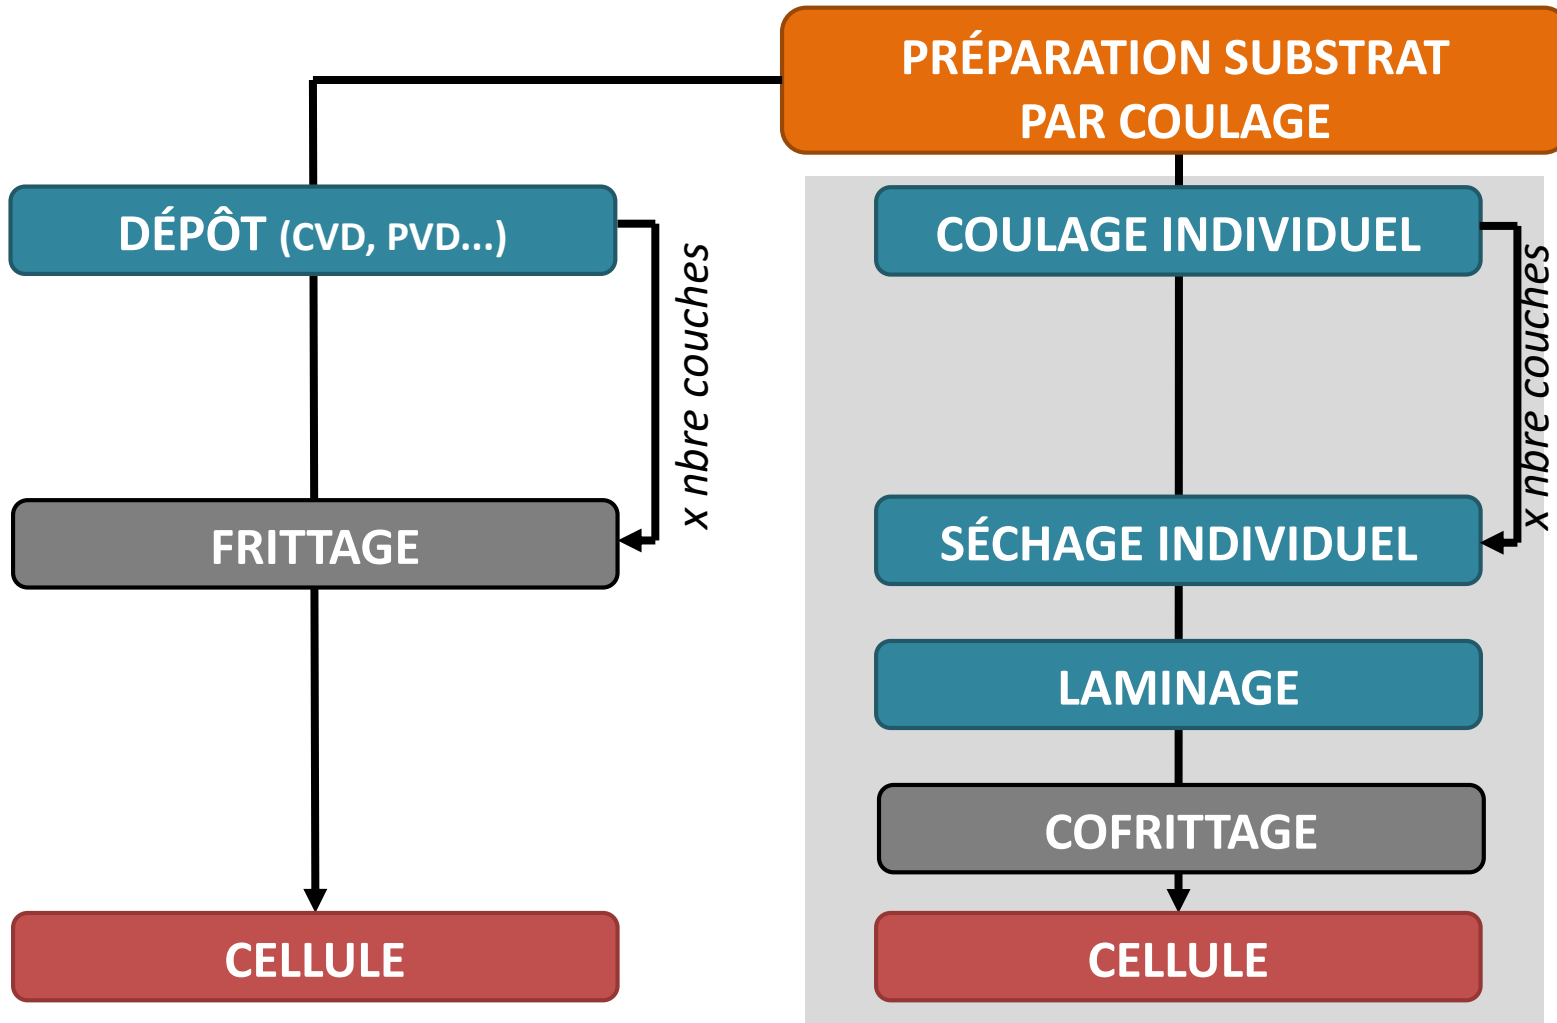 PRÉPARATION SUBSTRAT
PAR COULAGE
DÉPÔT (CVD, PVD...)
x nbre couches
FRITTAGE
CELLULE
COULAGE INDIVIDUEL
x nbre couches
SÉCHAGE INDIVIDUEL
LAMINAGE
COFRITTAGE
CELLULE